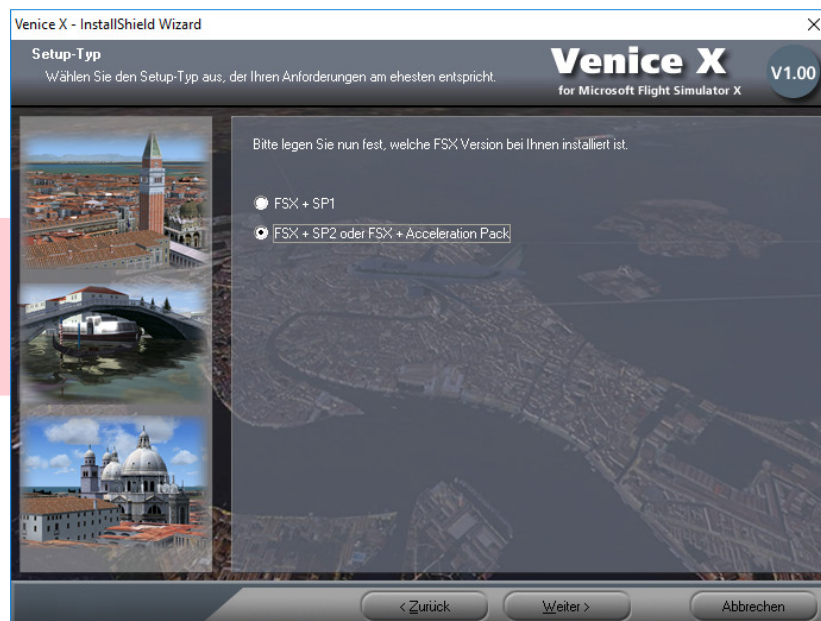 Venice X - InstallShield Wizard
Setup-Typ
Wählen Sie den Setup-Typ aus, der Ihren Anforderungen am ehesten entspricht.
Venice X
for Microsoft Flight Simulator X
V1.00
Bitte legen Sie nun fest, welche FSX Version bei Ihnen installiert ist.
FSX + SP1
FSX + SP2 oder FSX + Acceleration Pack
< Zurück
Weiter >
Abbrechen